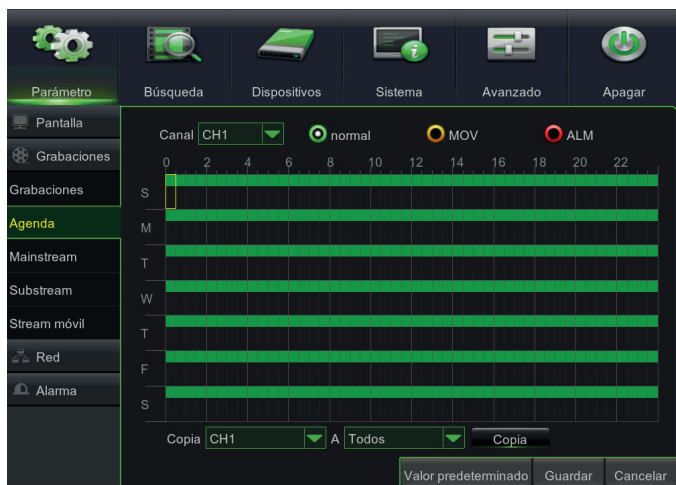 Parámetro Búsqueda Dispositivos Sistema Avanzado Apagar
Pantalla
Grabaciones
Grabaciones
Agenda
Mainstream
Substream
Stream móvil
Red
Alarma
Canal CH1 normal MOV ALM
0 2 4 6 8 10 12 14 16 18 20 22
S
M
T
W
T
F
S
Copia CH1 A Todos Copia
Valor predeterminado Guardar Cancelar